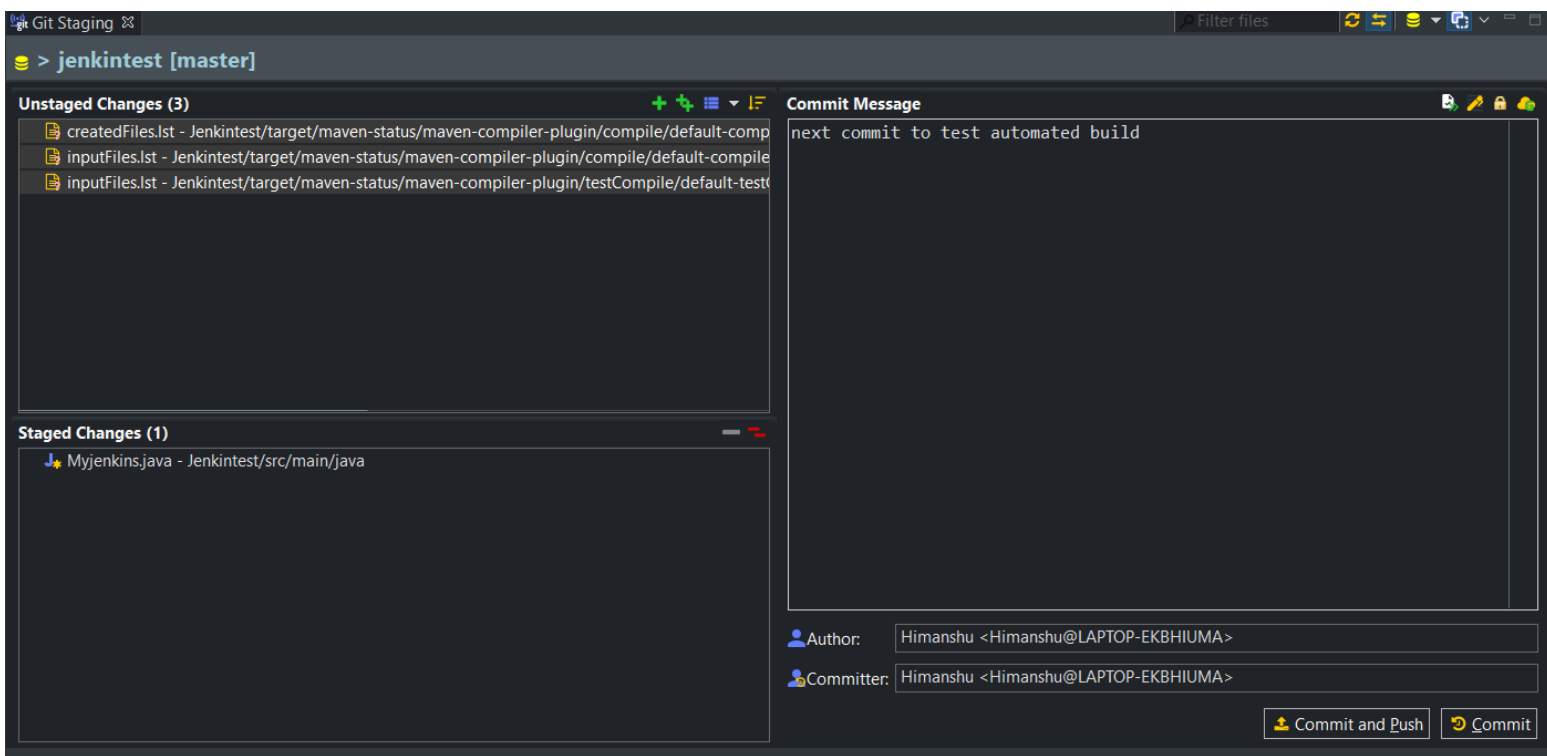 Git Staging
Filter files
> jenkintest [master]
Unstaged Changes (3)
createdFiles.lst - Jenkintest/target/maven-status/maven-compiler-plugin/compile/default-comp
inputFiles.lst - Jenkintest/target/maven-status/maven-compiler-plugin/compile/default-compile
inputFiles.lst - Jenkintest/target/maven-status/maven-compiler-plugin/testCompile/default-test
Staged Changes (1)
Myjenkins.java - Jenkintest/src/main/java
Commit Message
next commit to test automated build
Author: Himanshu <Himanshu@LAPTOP-EKBHIUMA>
Committer: Himanshu <Himanshu@LAPTOP-EKBHIUMA>
Commit and Push
Commit